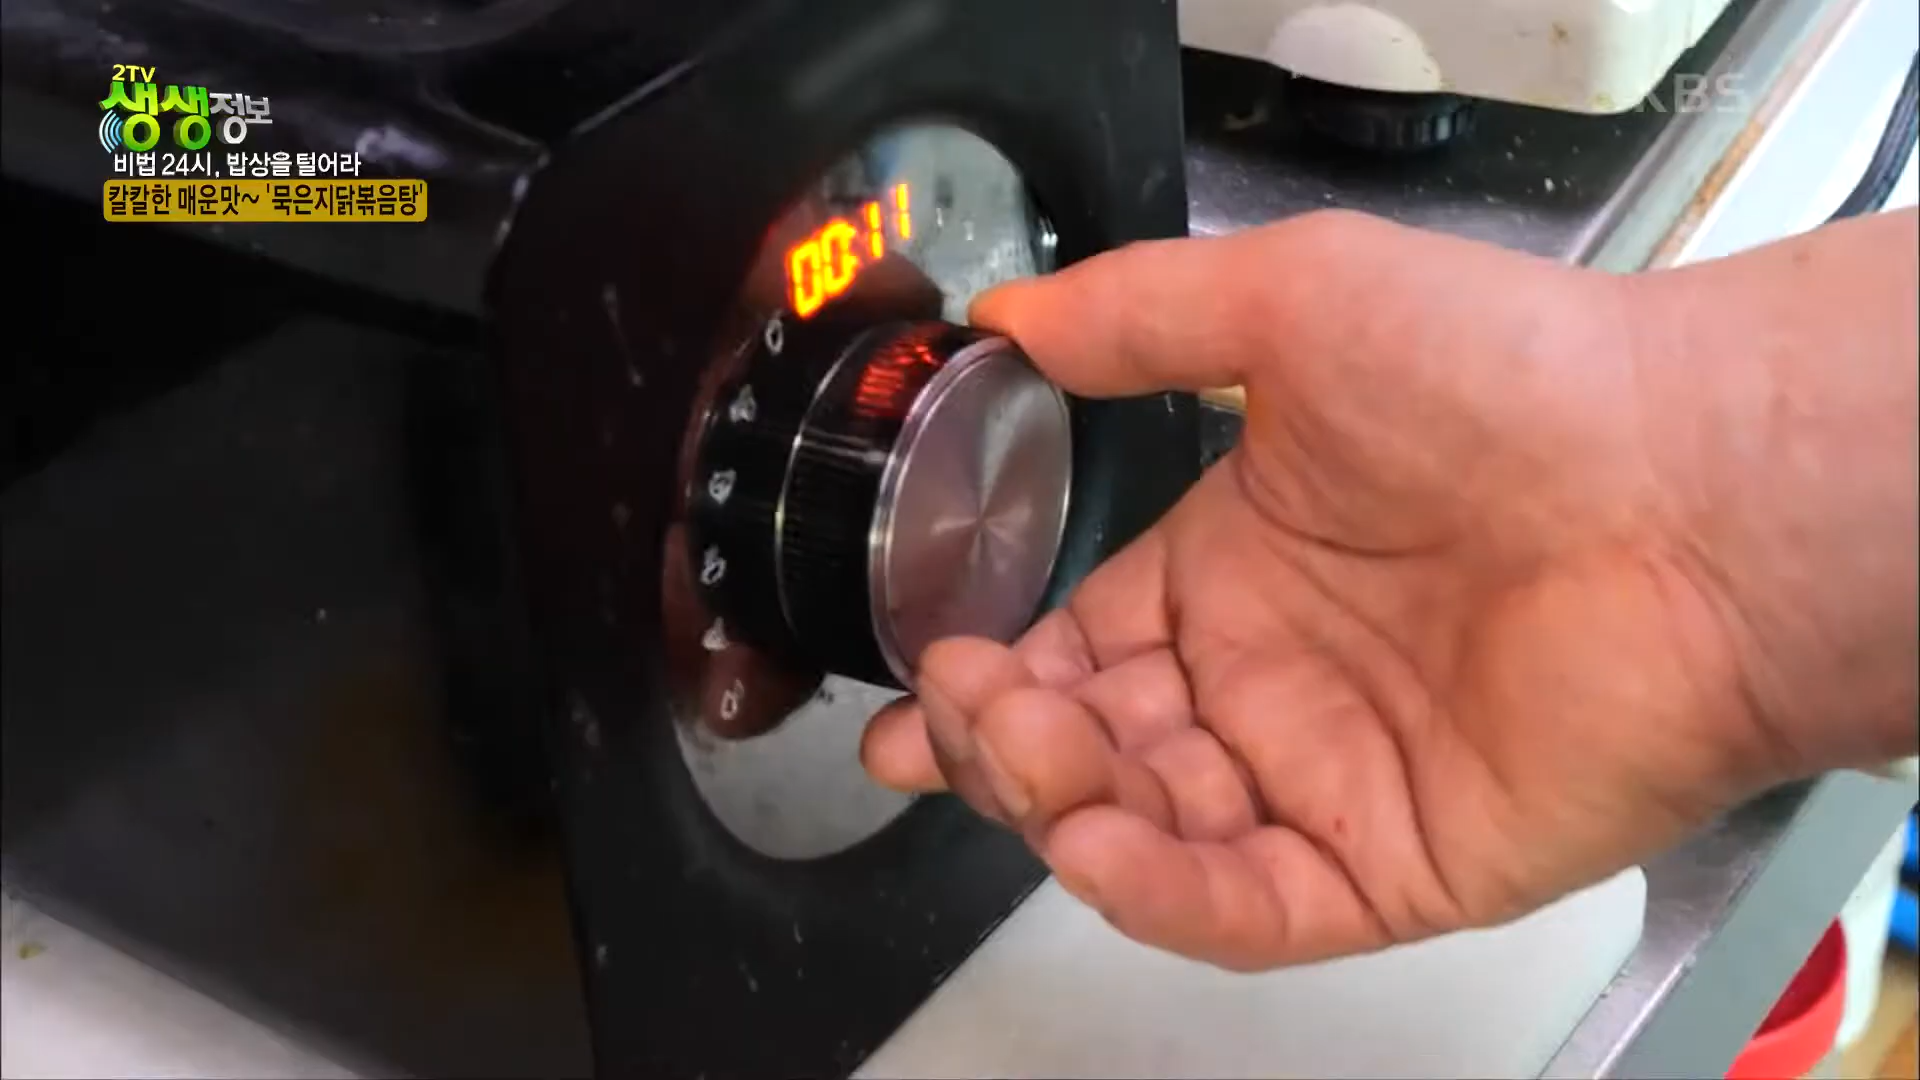 2TV
생생정보
비법 24시, 밥상을 털어라
칼칼한 매운맛~ '묵은지닭볶음탕'
KBS
00:11